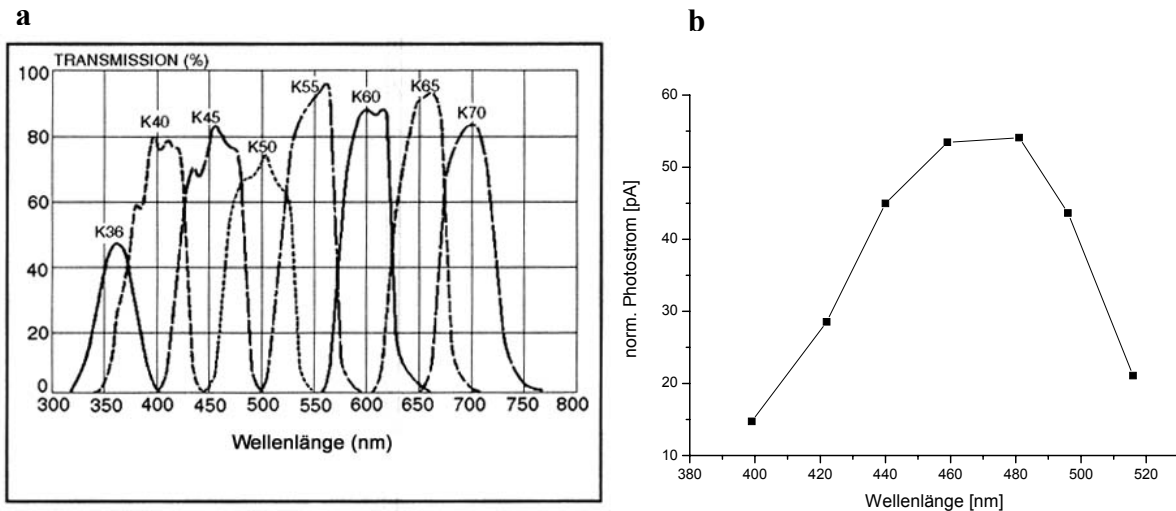 a
TRANSMISSION (%)
100
80
60
40
20
0
K36
K40
K45
K50
K55
K60
K65
K70
300 350 400 450 500 550 600 650 700 750 800
Wellenlänge (nm)
b
norm. Photostrom [pA]
60
50
40
30
20
10
380 400 420 440 460 480 500 520
Wellenlänge [nm]